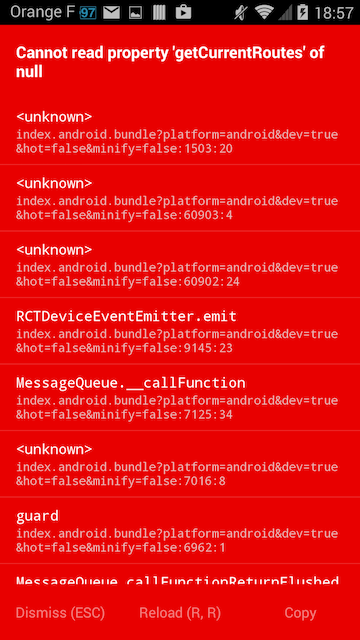 Orange F 97 18:57
Cannot read property 'getCurrentRoutes' of
null
<unknown>
index.android.bundle?platform=android&dev=true
&hot=false&minify=false:1503:20
<unknown>
index.android.bundle?platform=android&dev=true
&hot=false&minify=false:60903:4
<unknown>
index.android.bundle?platform=android&dev=true
&hot=false&minify=false:60902:24
RCTDeviceEventEmitter.emit
index.android.bundle?platform=android&dev=true
&hot=false&minify=false:9145:23
MessageQueue.__callFunction
index.android.bundle?platform=android&dev=true
&hot=false&minify=false:7125:34
<unknown>
index.android.bundle?platform=android&dev=true
&hot=false&minify=false:7016:8
guard
index.android.bundle?platform=android&dev=true
&hot=false&minify=false:6962:1
MessageQueue.callFunctionReturnFlushed
Dismiss (ESC) Reload (R, R) Copy